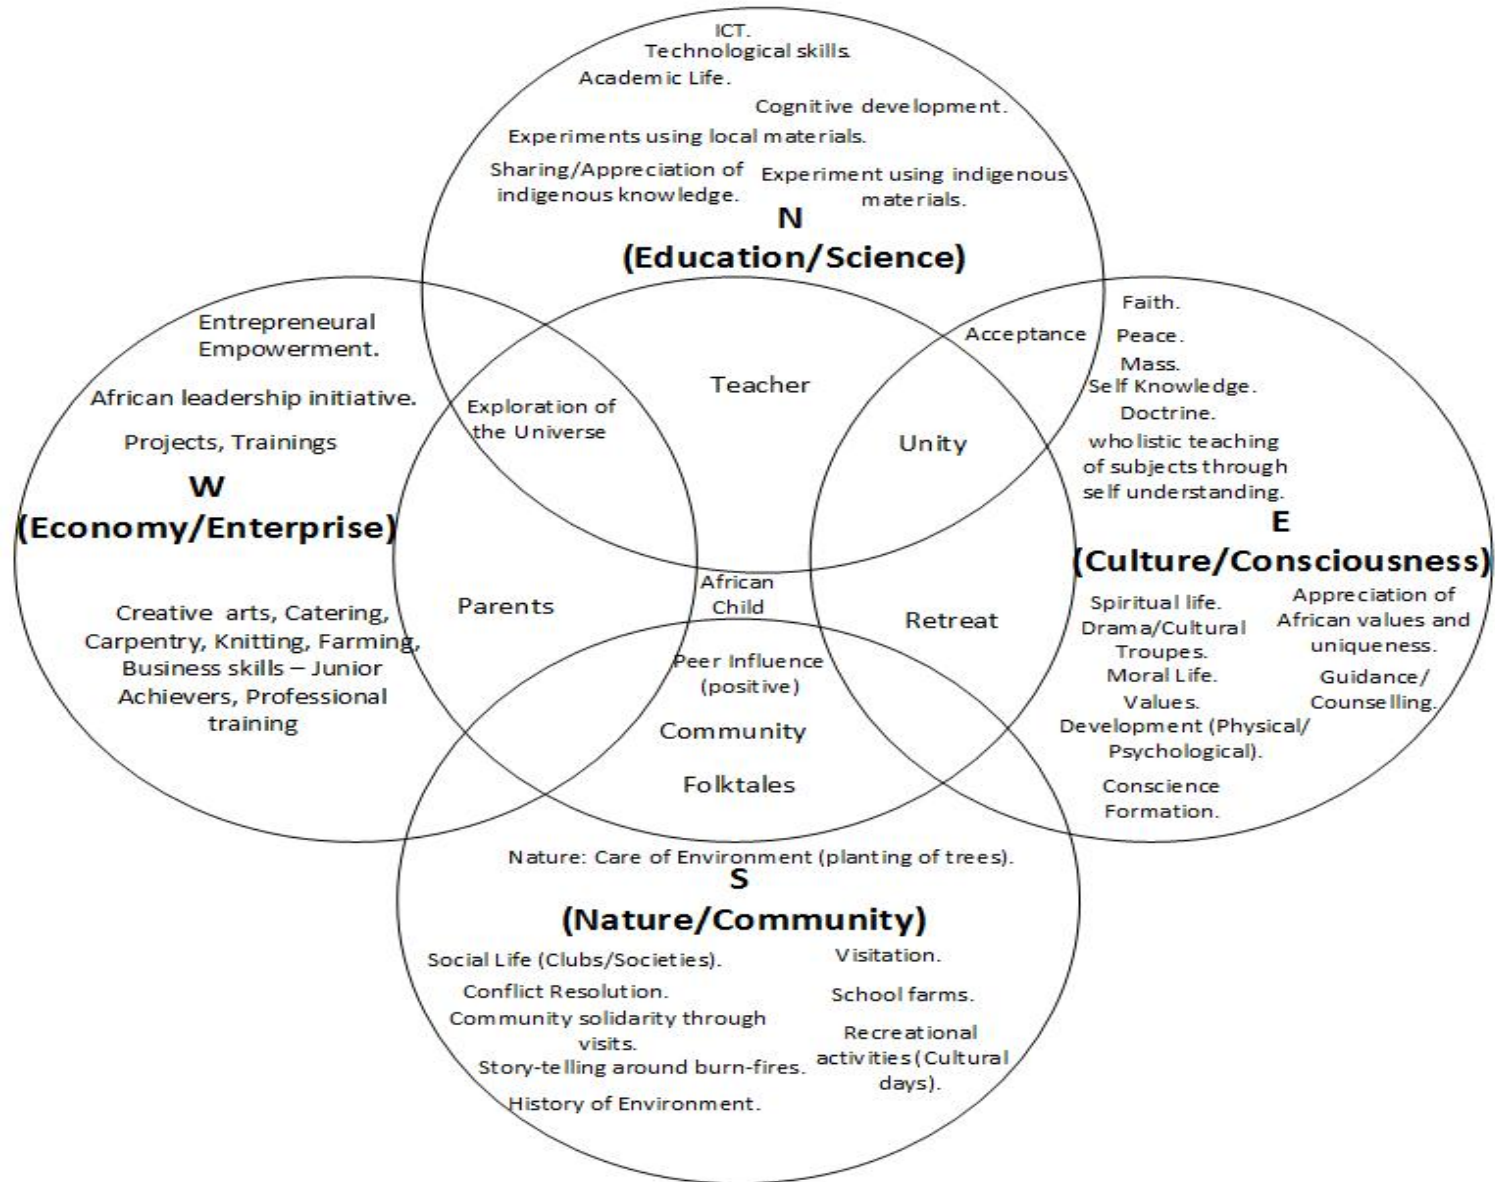 ICT.
Technological skills.
Academic Life.
Cognitive development.
Experiments using local materials.
Sharing/Appreciation of
indigenous knowledge.
Experiment using indigenous
materials.
N
(Education/Science)
Entrepreneural
Empowerment.
African leadership initiative.
Projects, Trainings
W
(Economy/Enterprise)
Creative arts, Catering,
Carpentry, Knitting, Farming,
Business skills – Junior
Achievers, Professional
training
Exploration of
the Universe
Teacher
Acceptance
Unity
Parents
African
Child
Retreat
Peer Influence
(positive)
Community
Folktales
Faith.
Peace.
Mass.
Self Knowledge.
Doctrine.
wholistic teaching
of subjects through
self understanding.
E
(Culture/Consciousness)
Spiritual life.
Drama/Cultural
Troupes.
Moral Life.
Values.
Development (Physical/
Psychological).
Conscience
Formation.
Appreciation of
African values and
uniqueness.
Guidance/
Counselling.
Nature: Care of Environment (planting of trees).
S
(Nature/Community)
Social Life (Clubs/Societies).
Conflict Resolution.
Community solidarity through
visits.
Story-telling around burn-fires.
History of Environment.
Visitation.
School farms.
Recreational
activities (Cultural
days).